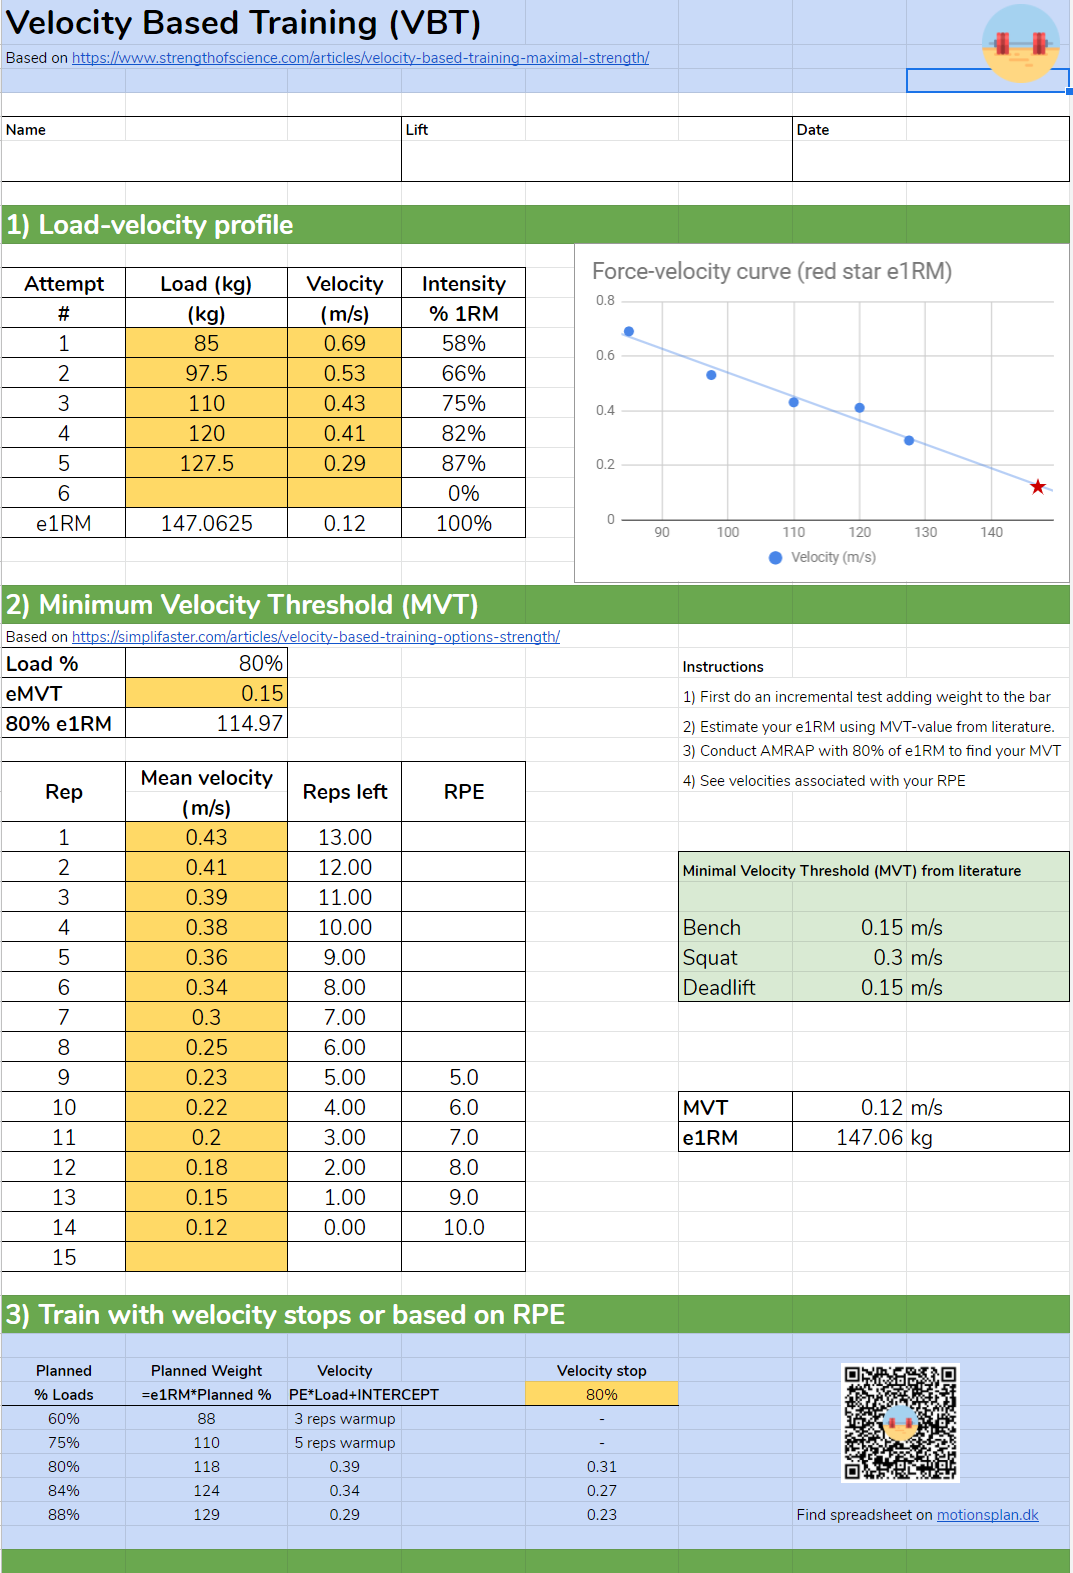 Velocity Based Training (VBT)
Based on https://www.strengthofscience.com/articles/velocity-based-training-maximal-strength/
Name Lift Date
1) Load-velocity profile
Attempt Load (kg) Velocity Intensity
# (kg) (m/s) % 1RM
1 85 0.69 58%
2 97.5 0.53 66%
3 110 0.43 75%
4 120 0.41 82%
5 127.5 0.29 87%
6 0%
e1RM 147.0625 0.12 100%
Force-velocity curve (red star e1RM)
0.8
0.6
0.4
0.2
0
90 100 110 120 130 140
Velocity (m/s)
2) Minimum Velocity Threshold (MVT)
Based on https://simplifaster.com/articles/velocity-based-training-options-strength/
Load % 80%
eMVT 0.15
80% e1RM 114.97
Instructions
1) First do an incremental test adding weight to the bar
2) Estimate your e1RM using MVT-value from literature.
3) Conduct AMRAP with 80% of e1RM to find your MVT
4) See velocities associated with your RPE
Rep Mean velocity (m/s) Reps left RPE
1 0.43 13.00
2 0.41 12.00
3 0.39 11.00
4 0.38 10.00
5 0.36 9.00
6 0.34 8.00
7 0.3 7.00
8 0.25 6.00
9 0.23 5.00 5.0
10 0.22 4.00 6.0
11 0.2 3.00 7.0
12 0.18 2.00 8.0
13 0.15 1.00 9.0
14 0.12 0.00 10.0
15
Minimal Velocity Threshold (MVT) from literature
Bench 0.15 m/s
Squat 0.3 m/s
Deadlift 0.15 m/s
MVT 0.12 m/s
e1RM 147.06 kg
3) Train with welocity stops or based on RPE
Planned Planned Weight Velocity Velocity stop
% Loads =e1RM*Planned % PE*Load+INTERCEPT 80%
60% 88 3 reps warmup -
75% 110 5 reps warmup -
80% 118 0.39 0.31
84% 124 0.34 0.27
88% 129 0.29 0.23
Find spreadsheet on motionsplan.dk